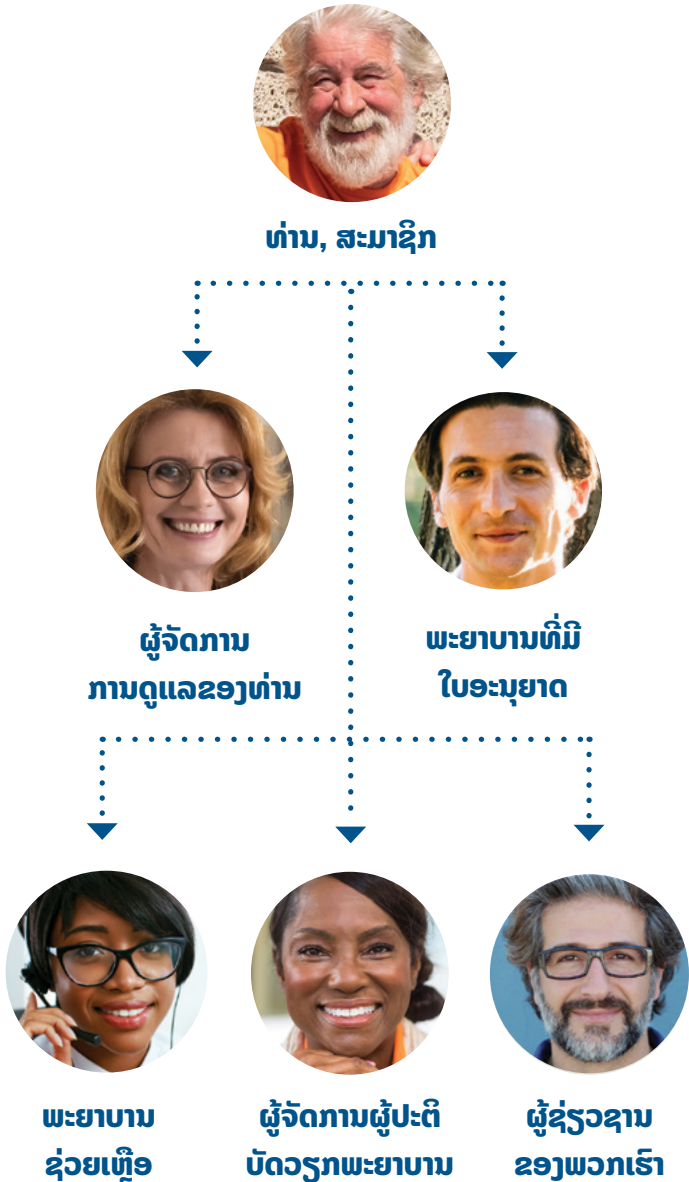 ທ່ານ, ສະມາຊິກ
ຜູ້ຈັດການ
ການດູແລຂອງທ່ານ
ພະຍາບານທີ່ມີ
ໃບອະນຸຍາດ
ພະຍາບານ
ຊ່ວຍເຫຼືອ
ຜູ້ຈັດການຜູ້ປະຕິ
ບັດວຽກພະຍາບານ
ຜູ້ຊ່ຽວຊານ
ຂອງພວກເຮົາ